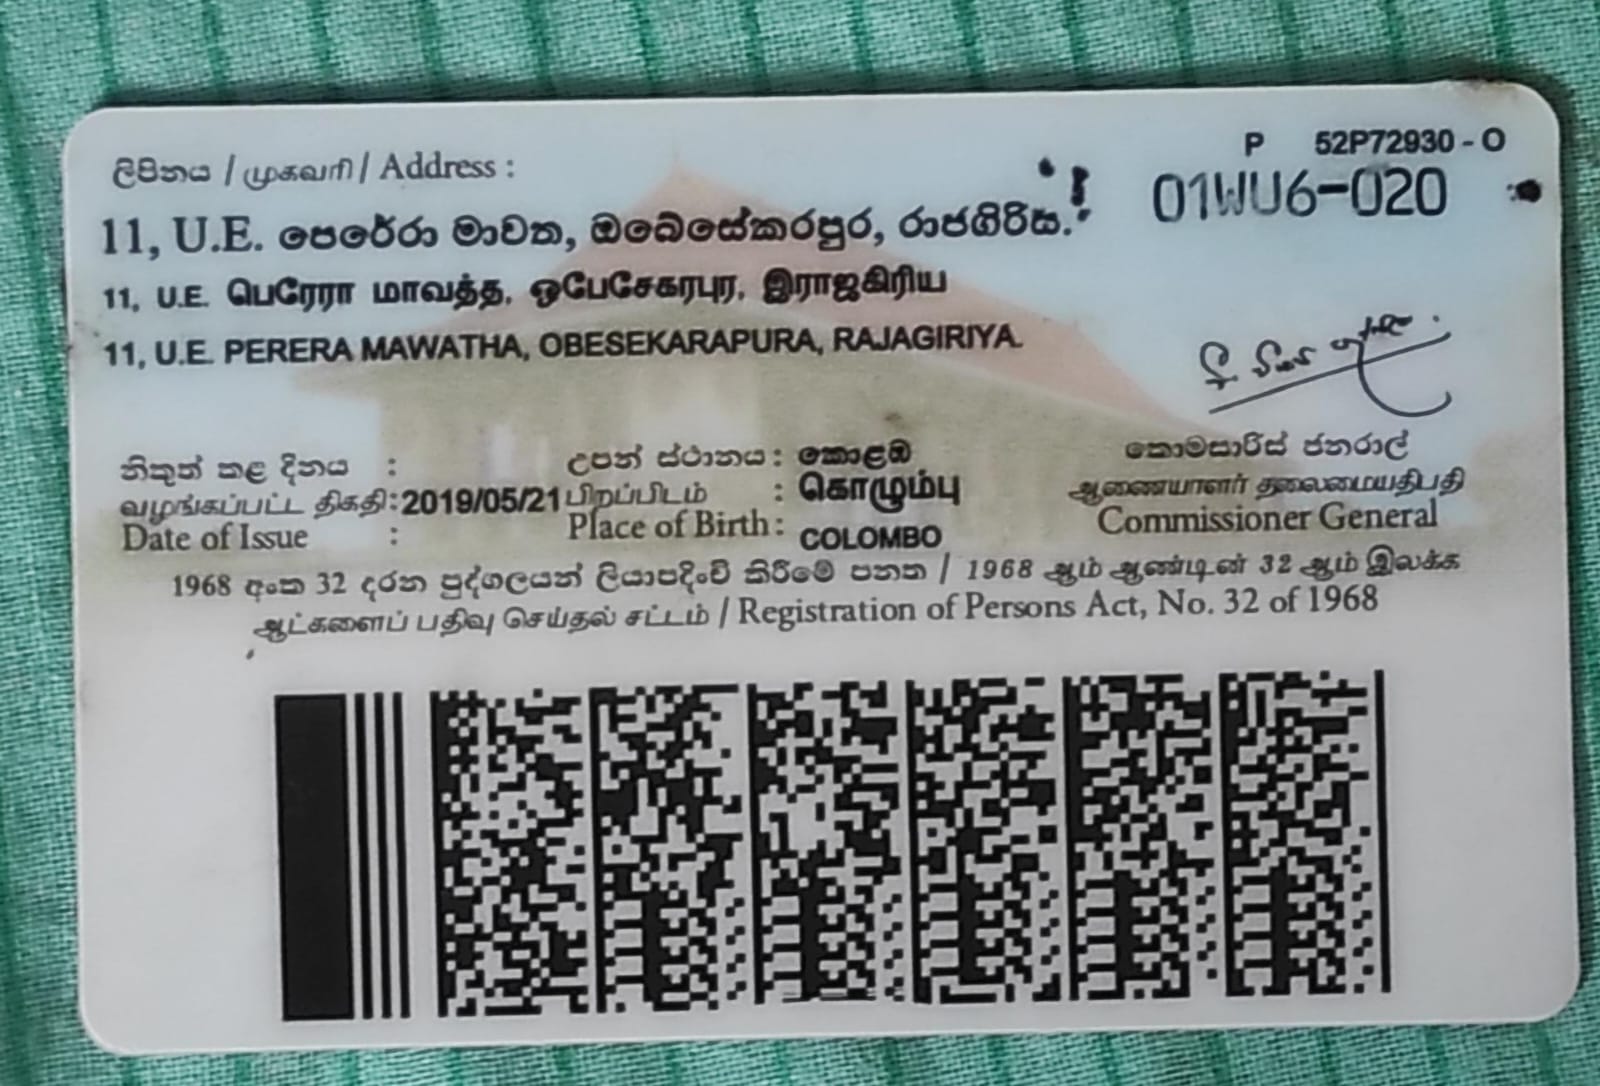 P 52P72930 - O
ලිපිනය / முகவரி / Address :
01WU6-020
11, U.E. පෙරේරා මාවත, ඔබේසේකරපුර, රාජගිරිය.
11, U.E. பெரேரா மாவத்த, ஒபேசேகரபுர, இராஜகிரிய
11, U.E. PERERA MAWATHA, OBESEKARAPURA, RAJAGIRIYA.
නිකුත් කළ දිනය : උපන් ස්ථානය : කොළඹ කොමසාරිස් ජනරාල්
வழங்கப்பட்ட திகதி : 2019/05/21 பிறப்பிடம் : கொழும்பு ஆணையாளர் தலைமையதிபதி
Date of Issue : Place of Birth : COLOMBO Commissioner General
1968 අංක 32 දරන පුද්ගලයන් ලියාපදිංචි කිරීමේ පනත / 1968 ஆம் ஆண்டின் 32 ஆம் இலக்க
ஆட்களைப் பதிவு செய்தல் சட்டம் / Registration of Persons Act, No. 32 of 1968